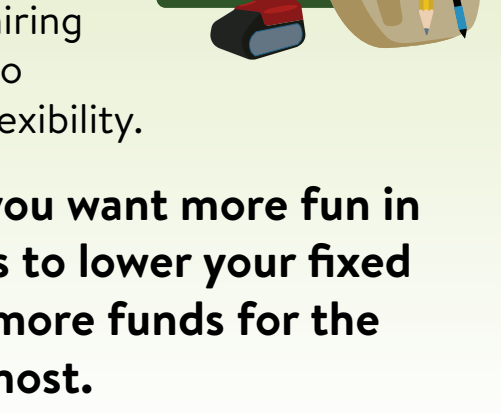 iring
o
exibility.
you want more fun in
s to lower your fixed
more funds for the
nost.